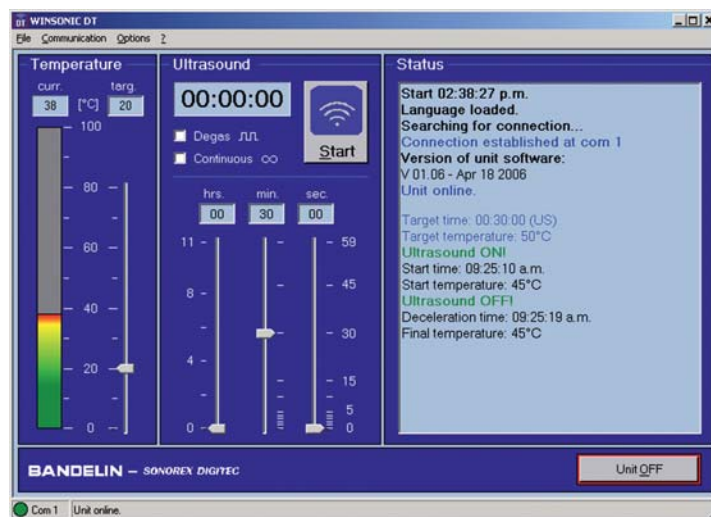 WINSONIC DT
File Communication Options ?
Temperature
curr. targ.
38 [°C] 20
100
80
60
40
20
0
Ultrasound
00:00:00
Degas
Continuous
Start
hrs. min. sec.
00 30 00
11 59
8 45
30
4
15
5
0 0
Status
Start 02:38:27 p.m.
Language loaded.
Searching for connection...
Connection established at com 1
Version of unit software:
V 01.06 - Apr 18 2006
Unit online.
Target time: 00:30:00 (US)
Target temperature: 50°C
Ultrasound ON!
Start time: 09:25:10 a.m.
Start temperature: 45°C
Ultrasound OFF!
Deceleration time: 09:25:19 a.m.
Final temperature: 45°C
BANDELIN – SONOREX DIGITEC
Unit OFF
Com 1 Unit online.